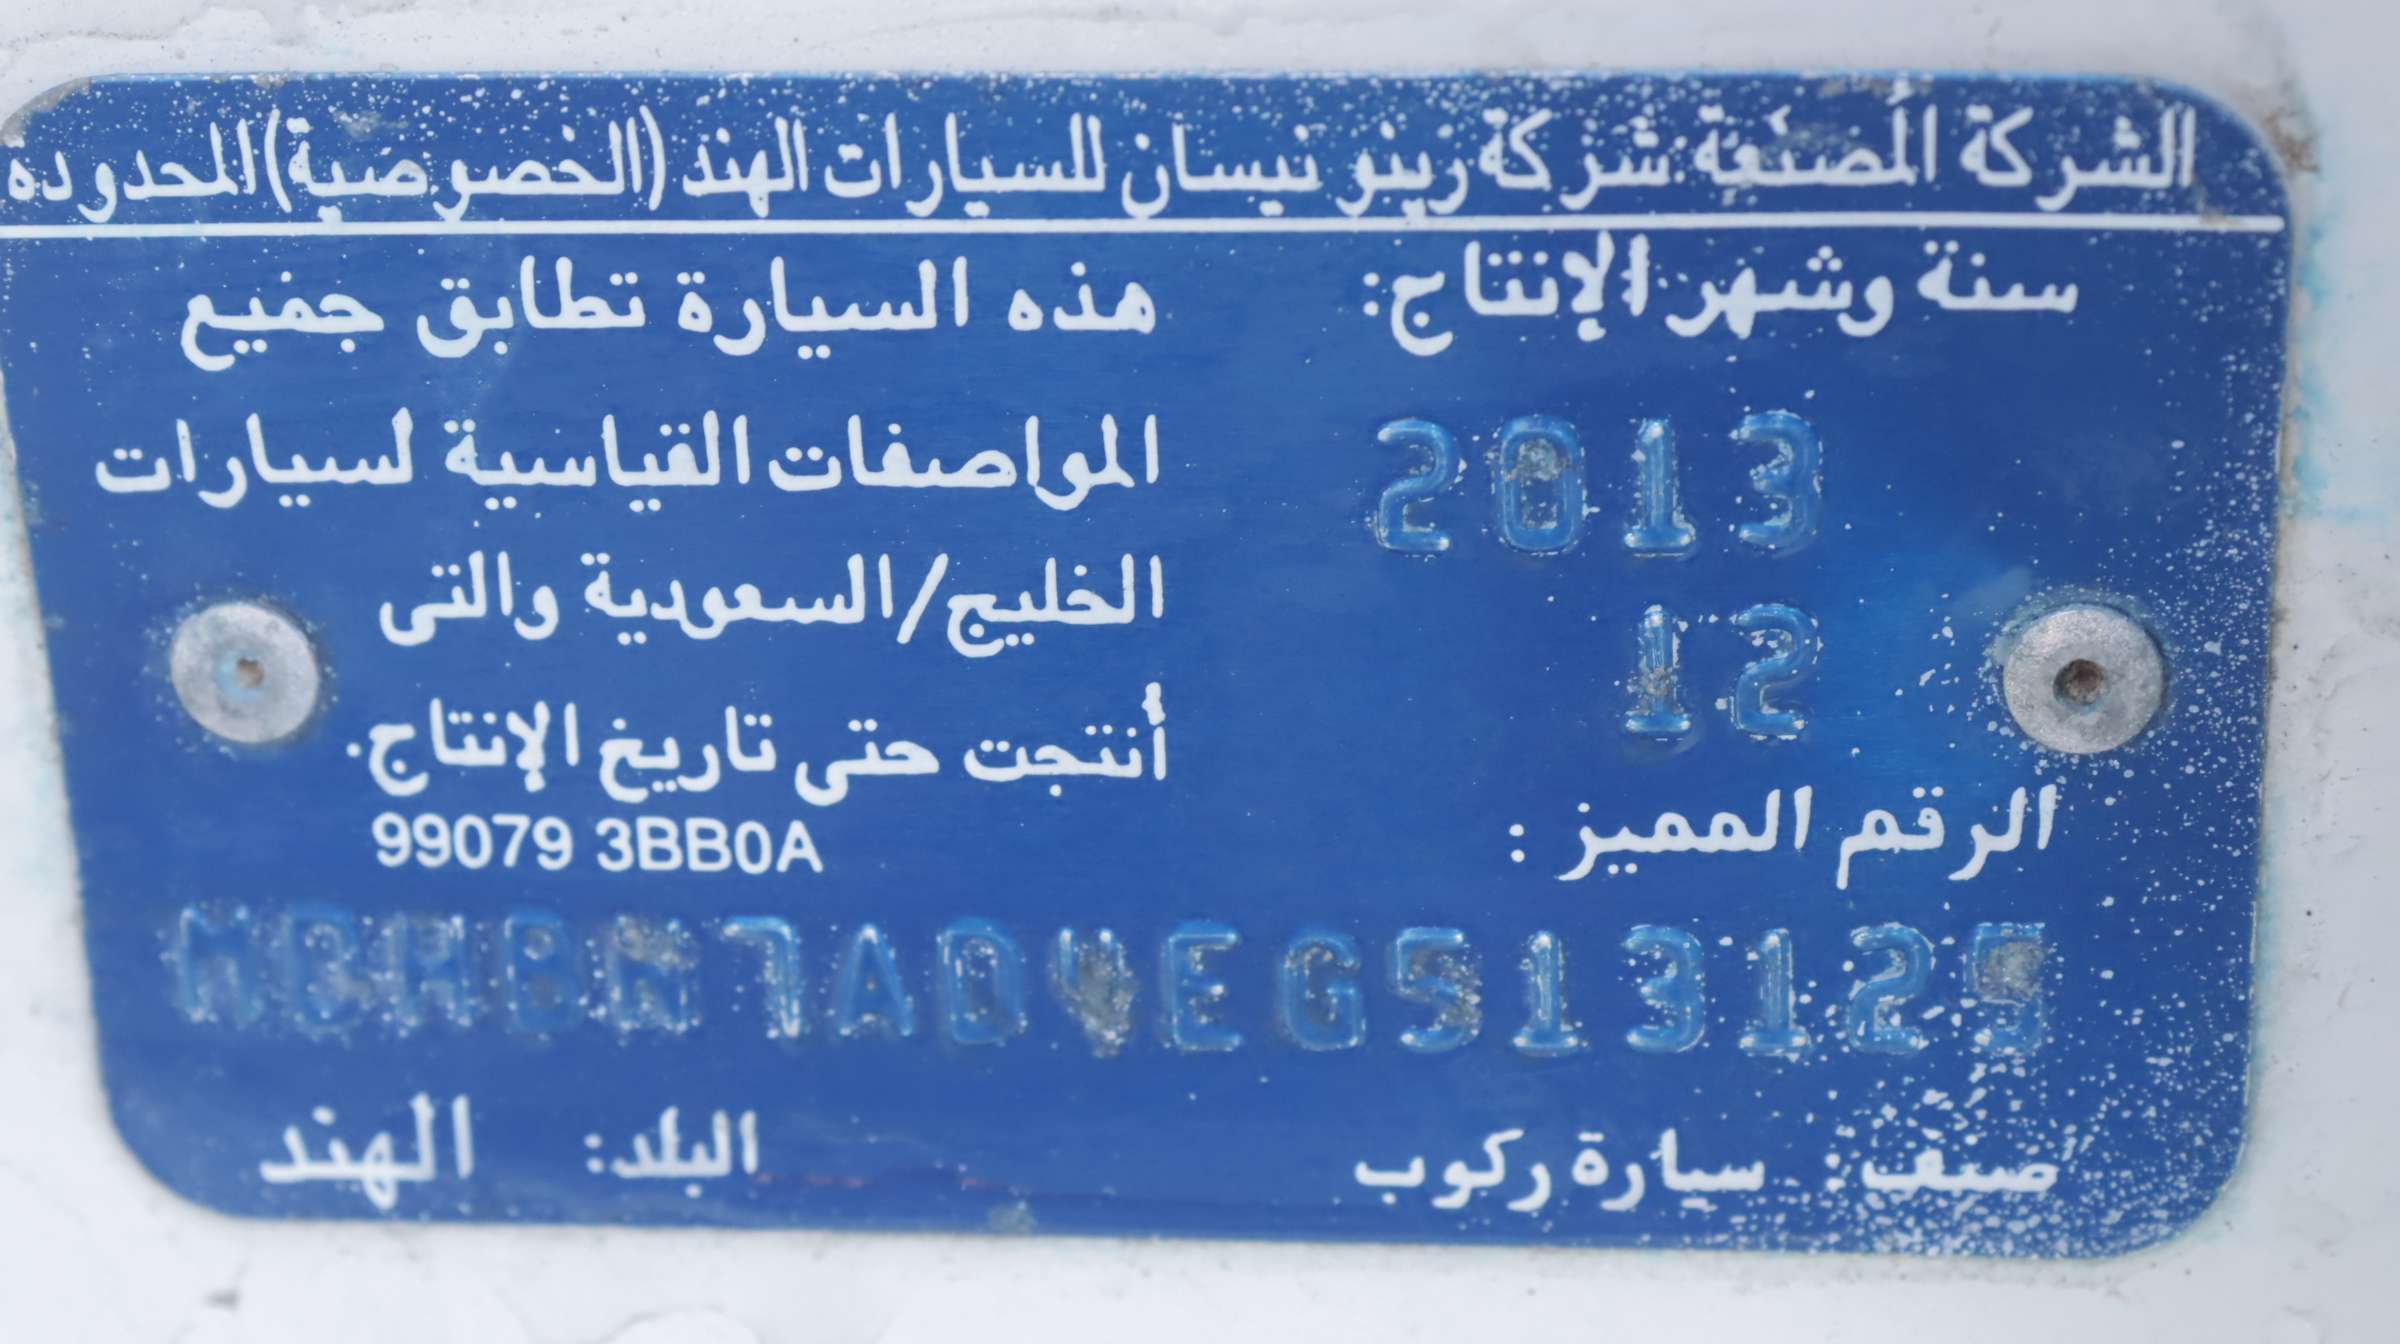 الشركة المُصنعة: شركة رينو نيسان للسيارات الهند (الخصوصية) المحدودة
سنة وشهر الإنتاج:
2013
12
هذه السيارة تطابق جميع
المواصفات القياسية لسيارات
الخليج/السعودية والتى
أنتجت حتى تاريخ الإنتاج.
99079 3BB0A
الرقم المميز :
MDHBN7ADVEG513125
صنف: سيارة ركوب
البلد: الهند